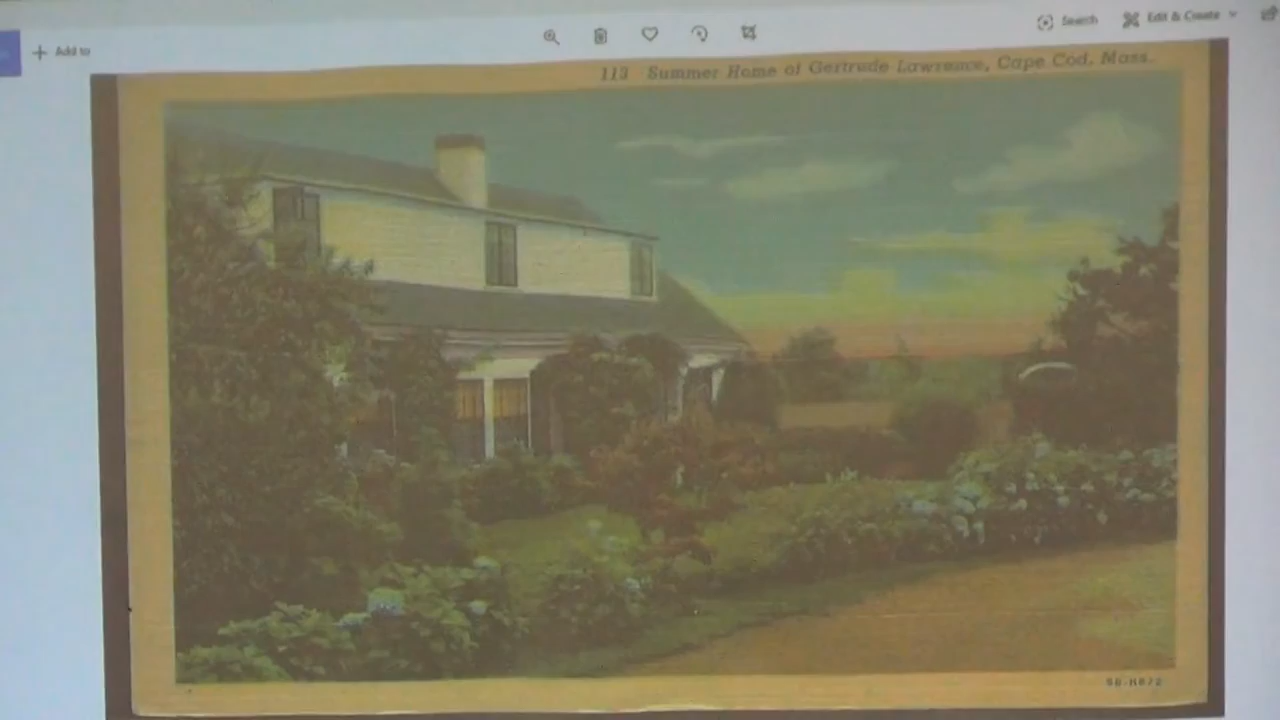 Search
Edit & Create
Add to
113 Summer Home of Gertrude Lawrence, Cape Cod, Mass.
5B-H872